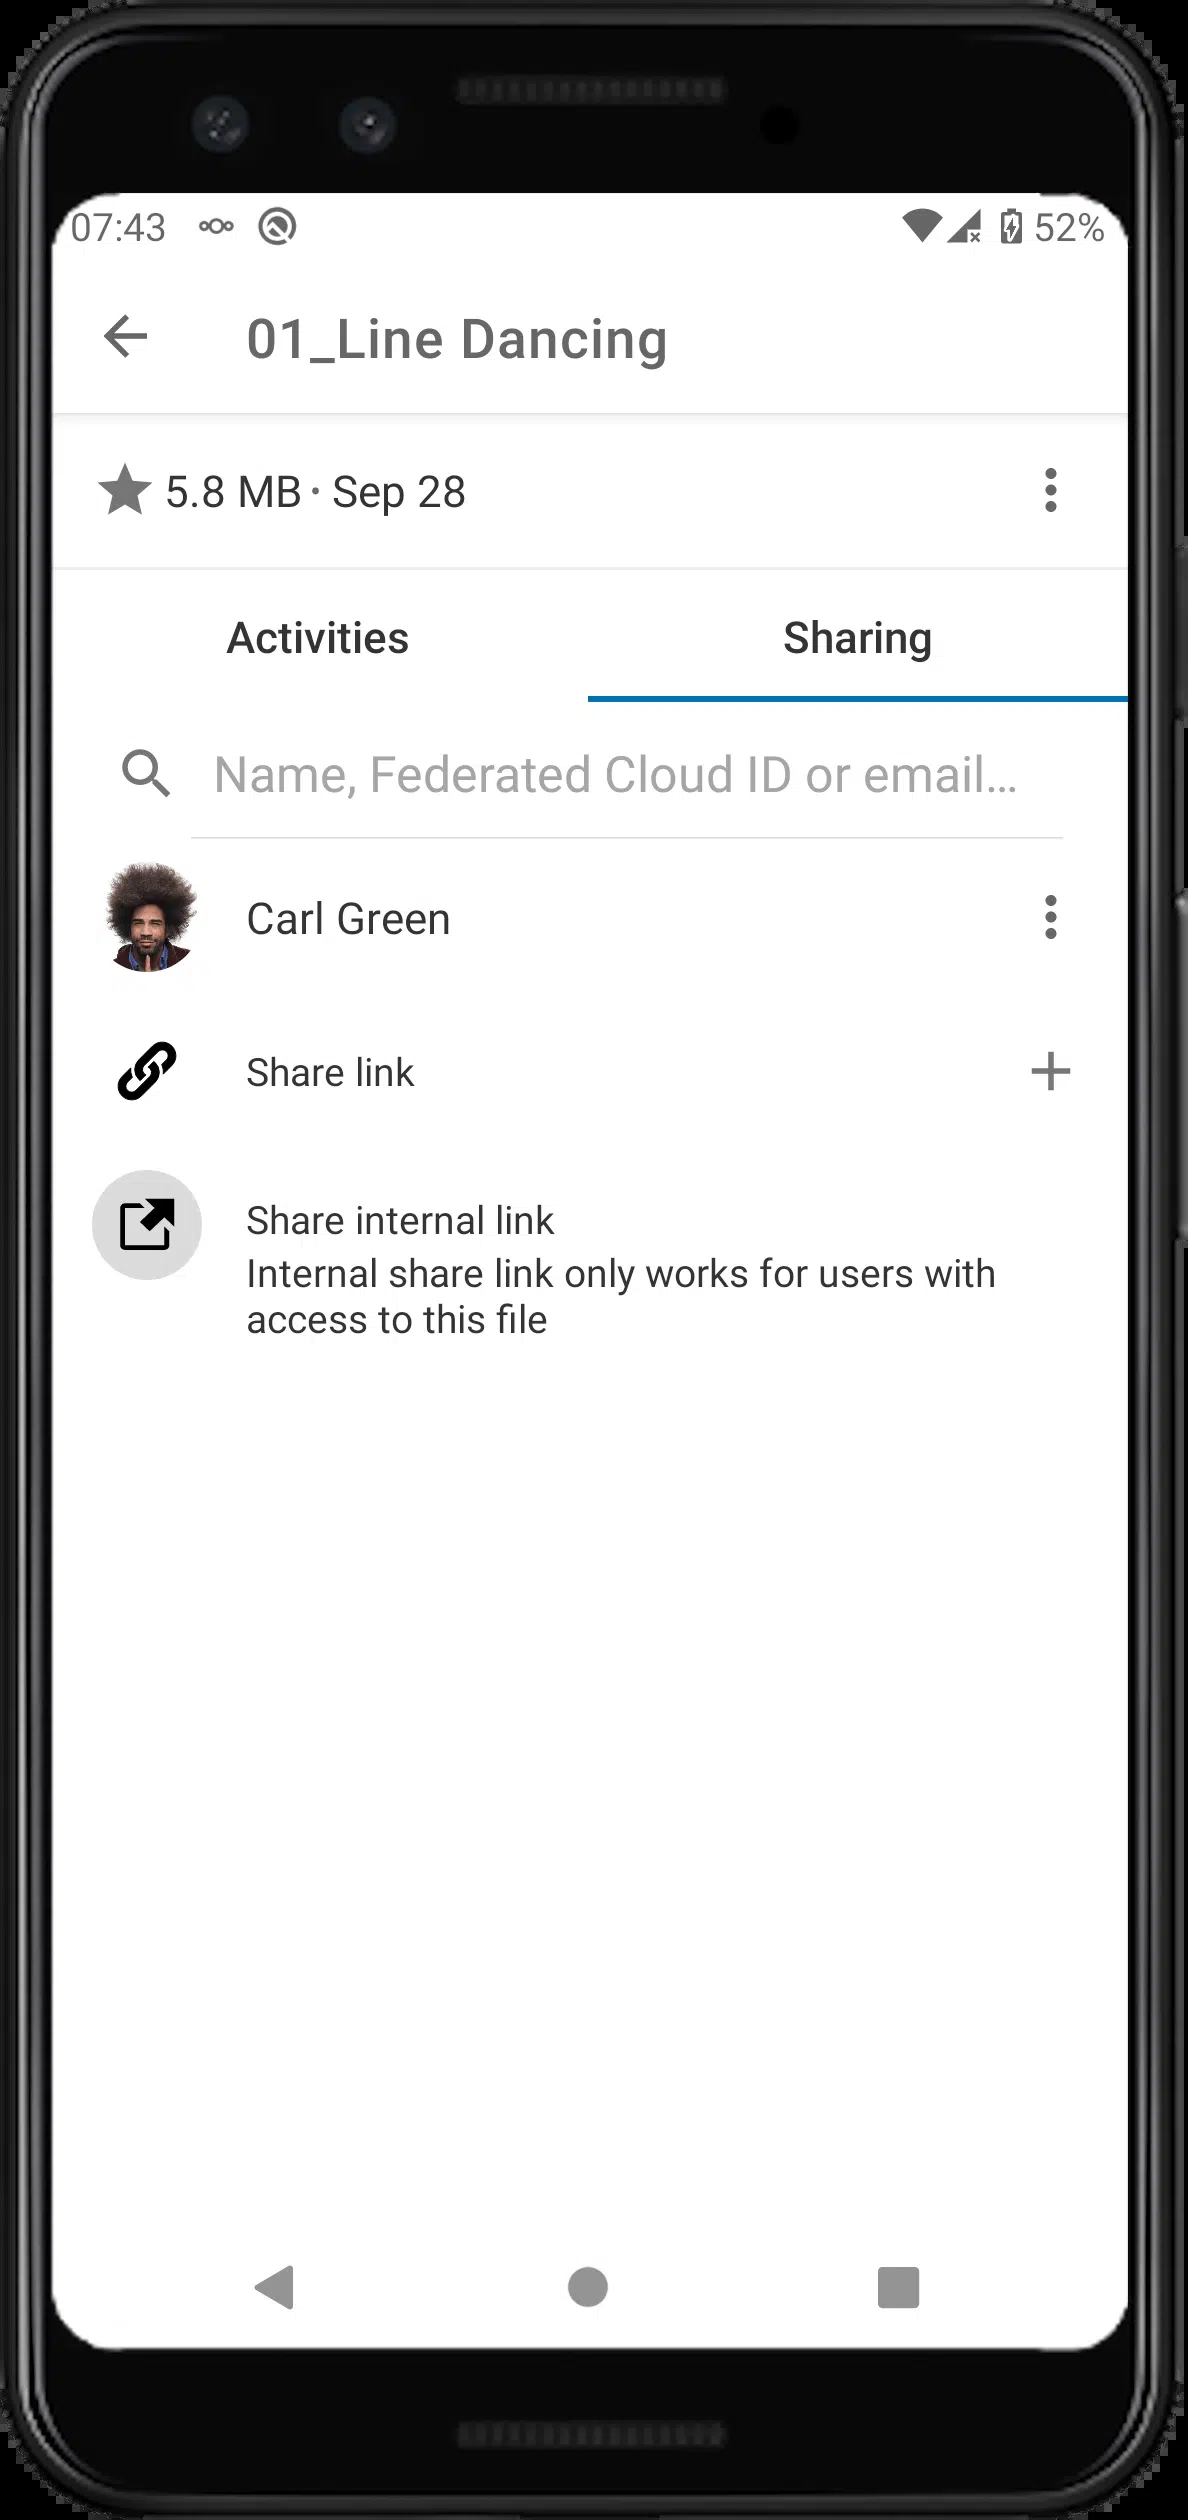 07:43 52%
01_Line Dancing
5.8 MB · Sep 28
Activities Sharing
Name, Federated Cloud ID or email...
Carl Green
Share link
Share internal link
Internal share link only works for users with
access to this file